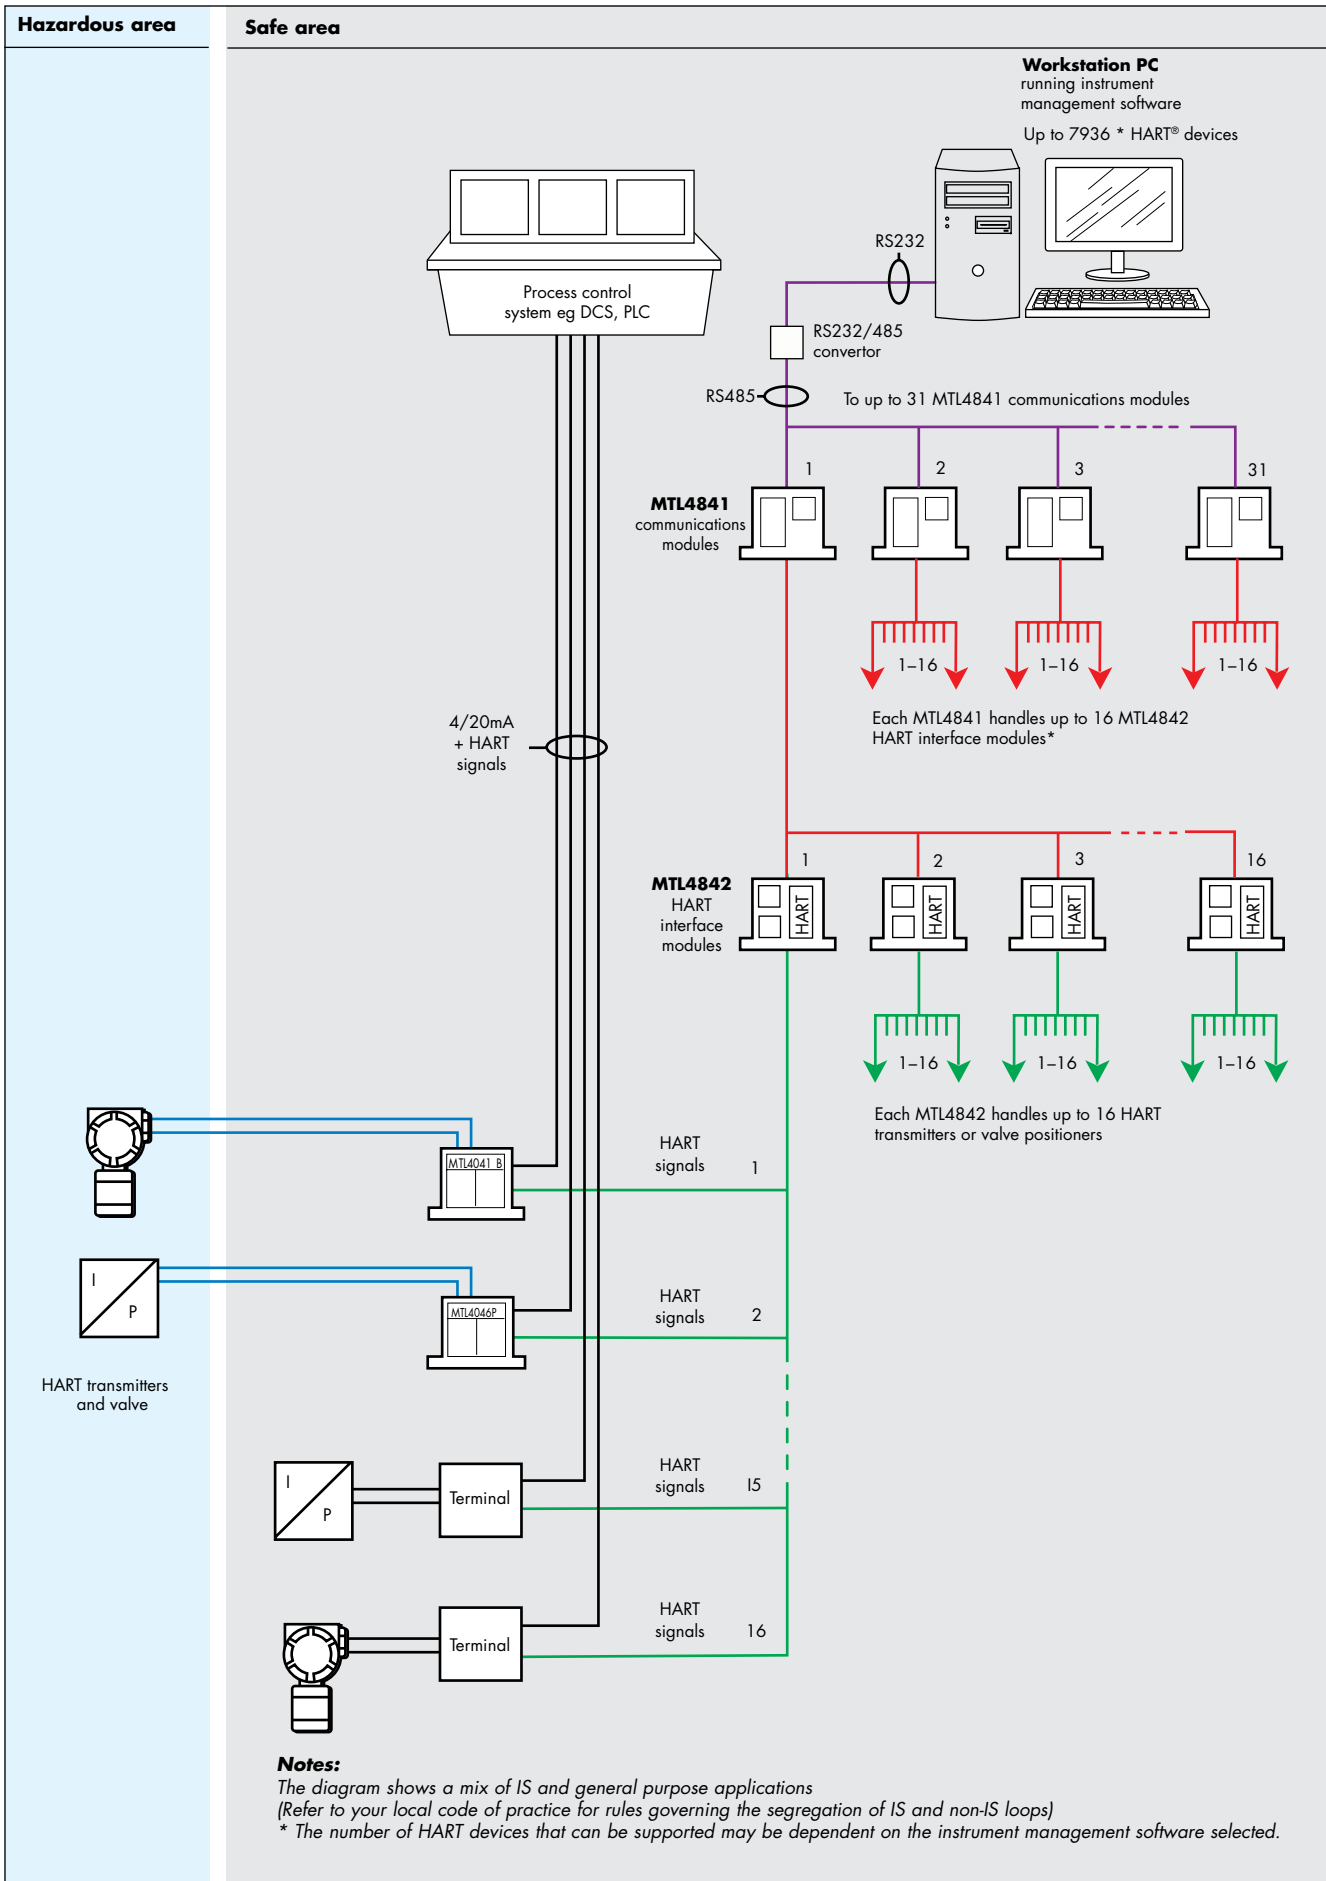 Hazardous area
Safe area
Workstation PC
running instrument
management software
Up to 7936 * HART® devices
RS232
Process control
system eg DCS, PLC
RS232/485
convertor
RS485
To up to 31 MTL4841 communications modules
1
2
3
31
MTL4841
communications
modules
1–16
1–16
1–16
Each MTL4841 handles up to 16 MTL4842
HART interface modules*
4/20mA
+ HART
signals
1
2
3
16
MTL4842
HART
interface
modules
HART
HART
HART
HART
1–16
1–16
1–16
Each MTL4842 handles up to 16 HART
transmitters or valve positioners
HART
signals
1
MTL4041 B
HART
signals
2
I
P
MTL4046P
HART transmitters
and valve
HART
signals
I5
I
P
Terminal
HART
signals
16
Terminal
Notes:
The diagram shows a mix of IS and general purpose applications
(Refer to your local code of practice for rules governing the segregation of IS and non-IS loops)
* The number of HART devices that can be supported may be dependent on the instrument management software selected.